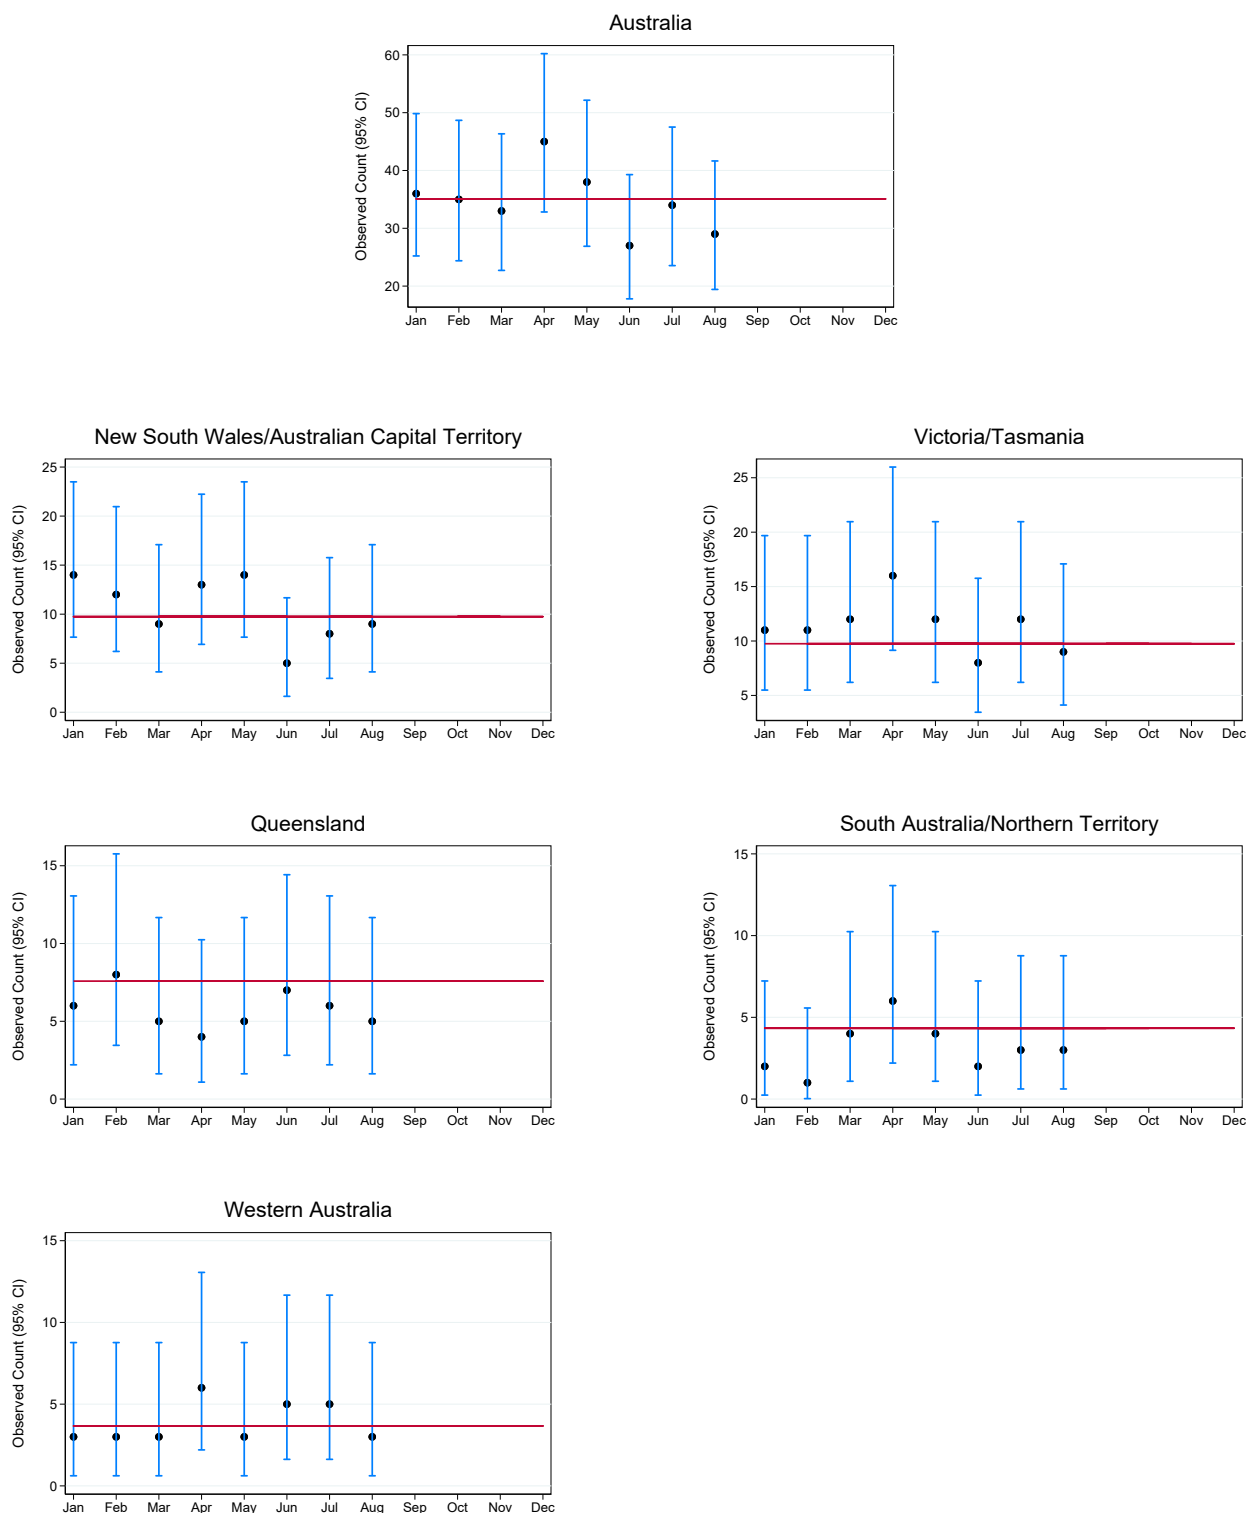 Australia
Observed Count (95% CI)
60
50
40
30
20
Jan Feb Mar Apr May Jun Jul Aug Sep Oct Nov Dec
New South Wales/Australian Capital Territory
Observed Count (95% CI)
25
20
15
10
5
0
Jan Feb Mar Apr May Jun Jul Aug Sep Oct Nov Dec
Victoria/Tasmania
Observed Count (95% CI)
25
20
15
10
5
Jan Feb Mar Apr May Jun Jul Aug Sep Oct Nov Dec
Queensland
Observed Count (95% CI)
15
10
5
0
Jan Feb Mar Apr May Jun Jul Aug Sep Oct Nov Dec
South Australia/Northern Territory
Observed Count (95% CI)
15
10
5
0
Jan Feb Mar Apr May Jun Jul Aug Sep Oct Nov Dec
Western Australia
Observed Count (95% CI)
15
10
5
0
Jan Feb Mar Apr May Jun Jul Aug Sep Oct Nov Dec